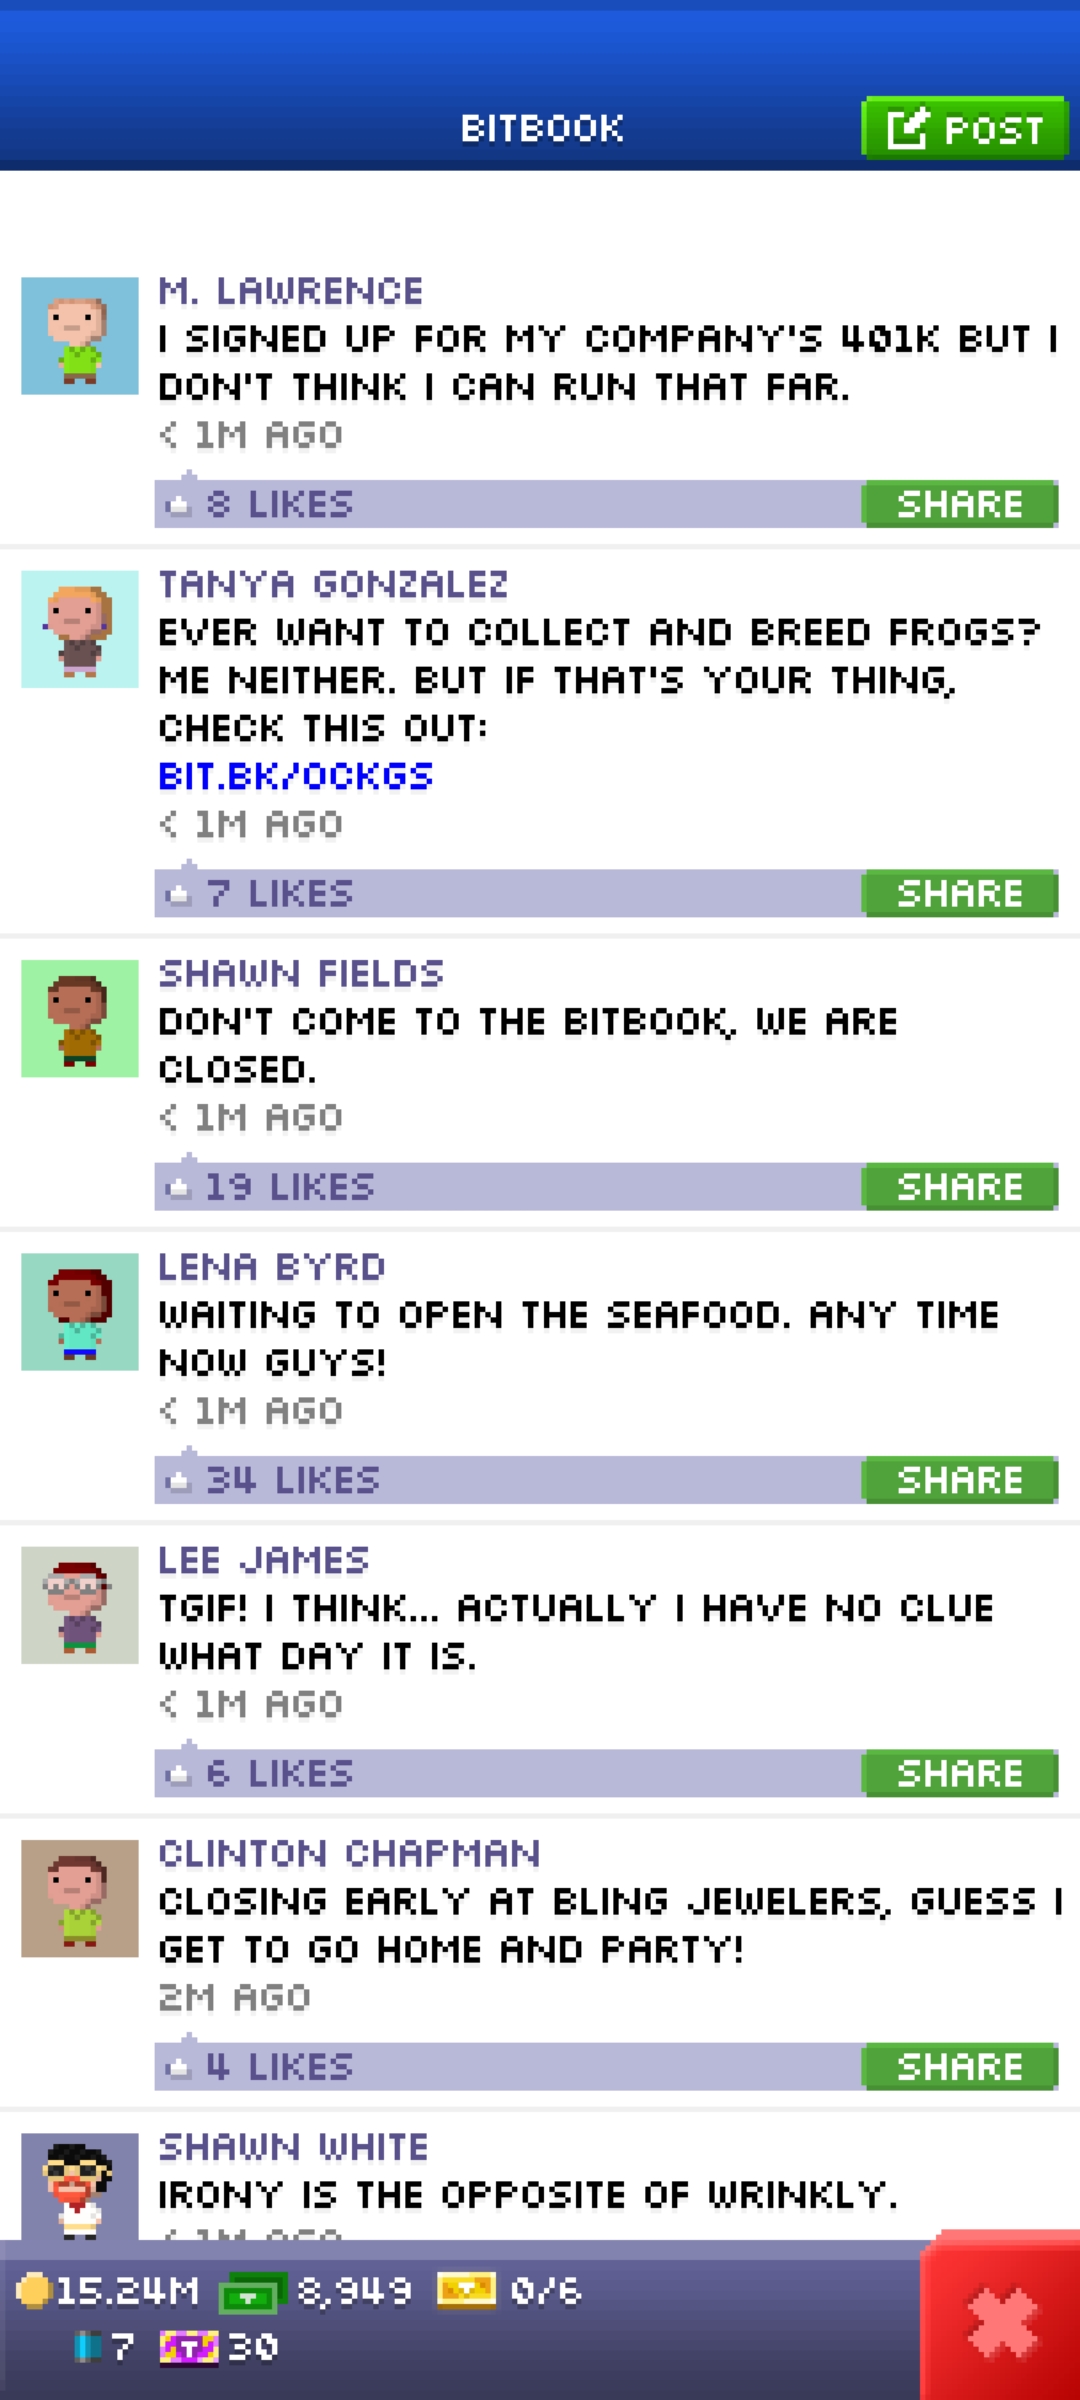 BITBOOK
POST
M. LAWRENCE
I SIGNED UP FOR MY COMPANY'S 401K BUT I
DON'T THINK I CAN RUN THAT FAR.
< 1M AGO
8 LIKES
SHARE
TANYA GONZALEZ
EVER WANT TO COLLECT AND BREED FROGS?
ME NEITHER. BUT IF THAT'S YOUR THING,
CHECK THIS OUT:
BIT.BK/OCKGS
< 1M AGO
7 LIKES
SHARE
SHAWN FIELDS
DON'T COME TO THE BITBOOK, WE ARE
CLOSED.
< 1M AGO
19 LIKES
SHARE
LENA BYRD
WAITING TO OPEN THE SEAFOOD. ANY TIME
NOW GUYS!
< 1M AGO
34 LIKES
SHARE
LEE JAMES
TGIF! I THINK... ACTUALLY I HAVE NO CLUE
WHAT DAY IT IS.
< 1M AGO
6 LIKES
SHARE
CLINTON CHAPMAN
CLOSING EARLY AT BLING JEWELERS, GUESS I
GET TO GO HOME AND PARTY!
2M AGO
4 LIKES
SHARE
SHAWN WHITE
IRONY IS THE OPPOSITE OF WRINKLY.
< 1M AGO
15.24M 8,949 0/6
7 T 30